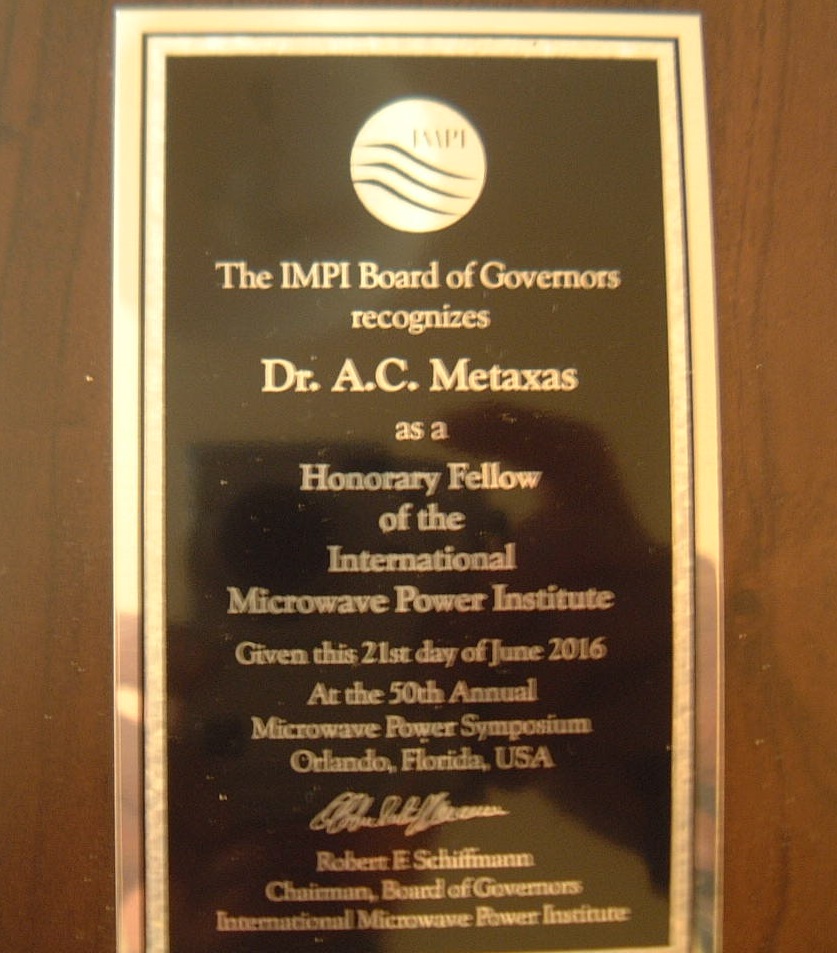 IMPI
The IMPI Board of Governors
recognizes
Dr. A.C. Metaxas
as a
Honorary Fellow
of the
International
Microwave Power Institute
Given this 21st day of June 2016
At the 50th Annual
Microwave Power Symposium
Orlando, Florida, USA
Robert F. Schiffmann
Chairman, Board of Governors
International Microwave Power Institute